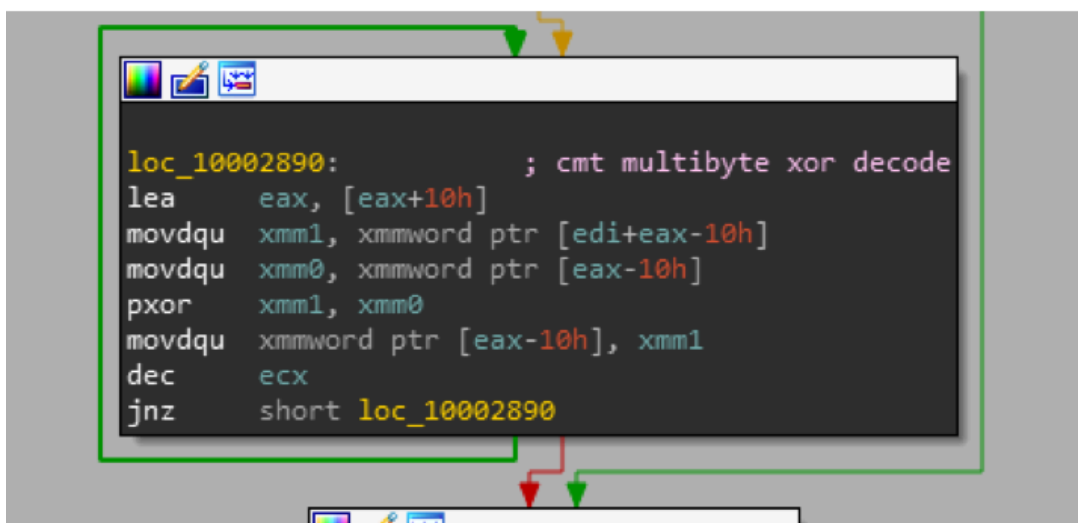 loc_10002890: ; cmt multibyte xor decode
lea eax, [eax+10h]
movdqu xmm1, xmmword ptr [edi+eax-10h]
movdqu xmm0, xmmword ptr [eax-10h]
pxor xmm1, xmm0
movdqu xmmword ptr [eax-10h], xmm1
dec ecx
jnz short loc_10002890